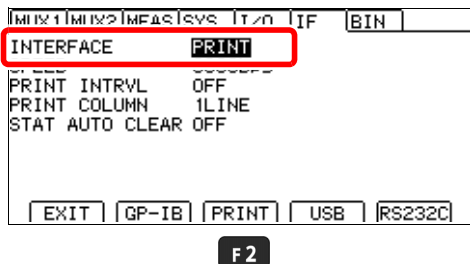 MUX1 MUX2 MEAS SYS I/O IF BIN
INTERFACE PRINT
PRINT INTRVL OFF
PRINT COLUMN 1LINE
STAT AUTO CLEAR OFF
EXIT GP-IB PRINT USB RS232C
F2